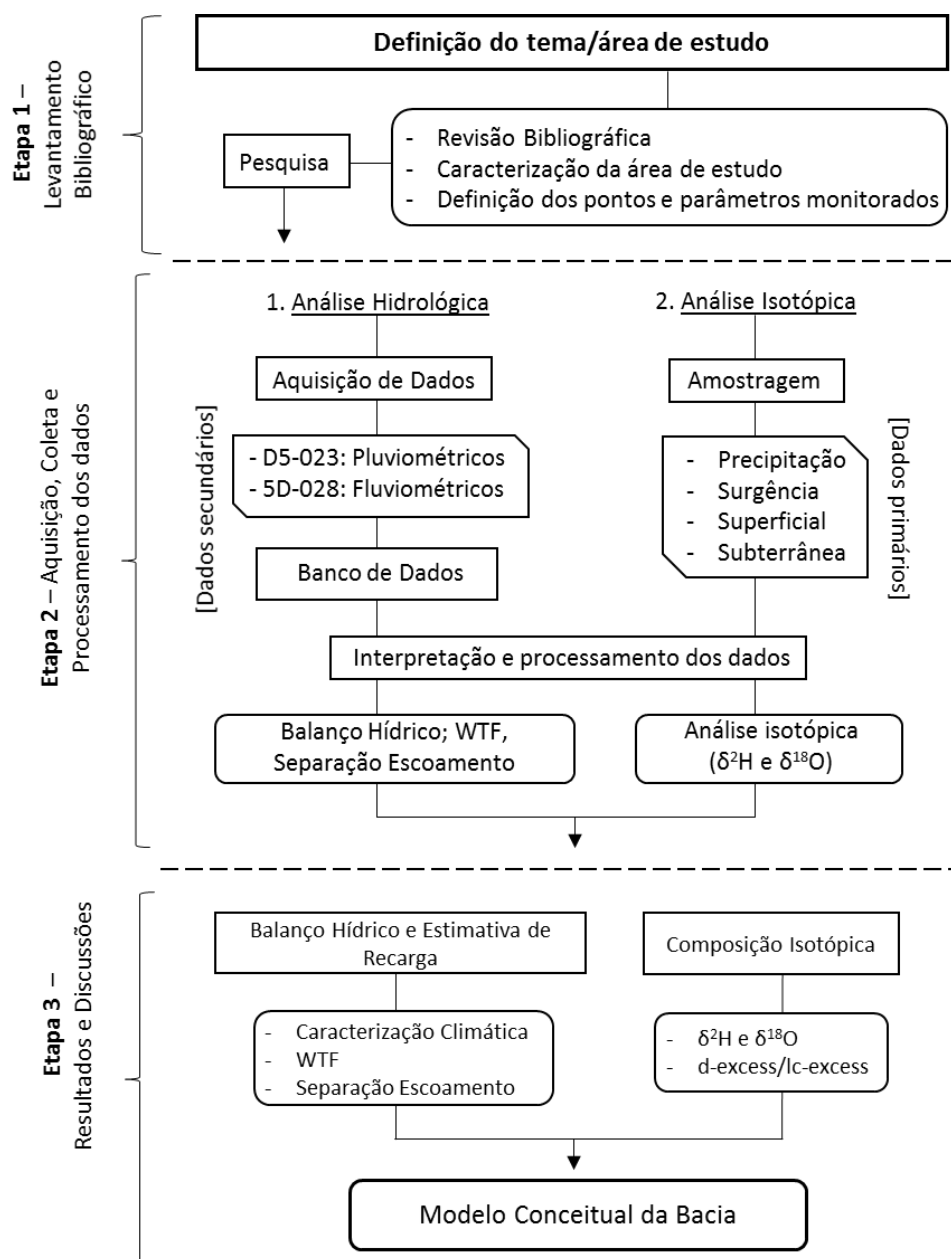 Definição do tema/área de estudo
Etapa 1 –
Levantamento
Bibliográfico
Pesquisa
- Revisão Bibliográfica
- Caracterização da área de estudo
- Definição dos pontos e parâmetros monitorados
Etapa 2 – Aquisição, Coleta e
Processamento dos dados
1. Análise Hidrológica
Aquisição de Dados
[Dados secundários]
- D5-023: Pluviométricos
- 5D-028: Fluviométricos
Banco de Dados
2. Análise Isotópica
Amostragem
- Precipitação
- Surgência
- Superficial
- Subterrânea
[Dados primários]
Interpretação e processamento dos dados
Balanço Hídrico; WTF,
Separação Escoamento
Análise isotópica
(δ²H e δ¹⁸O)
Etapa 3 –
Resultados e Discussões
Balanço Hídrico e Estimativa de
Recarga
- Caracterização Climática
- WTF
- Separação Escoamento
Composição Isotópica
- δ²H e δ¹⁸O
- d-excess/lc-excess
Modelo Conceitual da Bacia